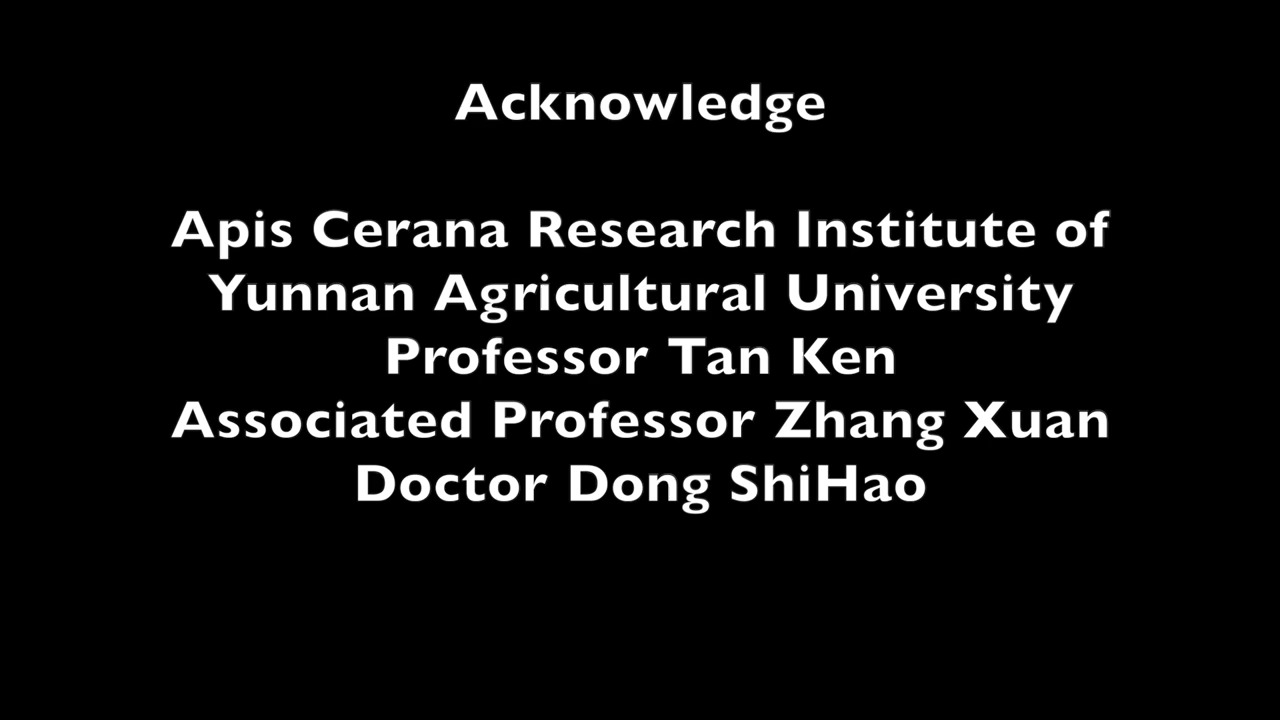 Acknowledge
Apis Cerana Research Institute of
Yunnan Agricultural University
Professor Tan Ken
Associated Professor Zhang Xuan
Doctor Dong ShiHao